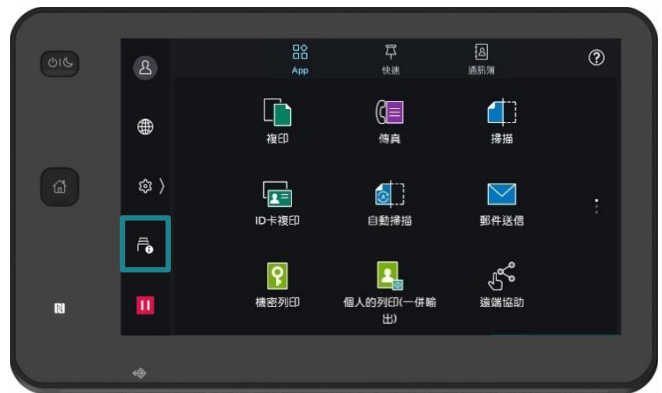 App
快速
通訊簿
複印
傳真
掃描
ID卡複印
自動掃描
郵件送信
機密列印
個人的列印(一併輸
出)
遠端協助